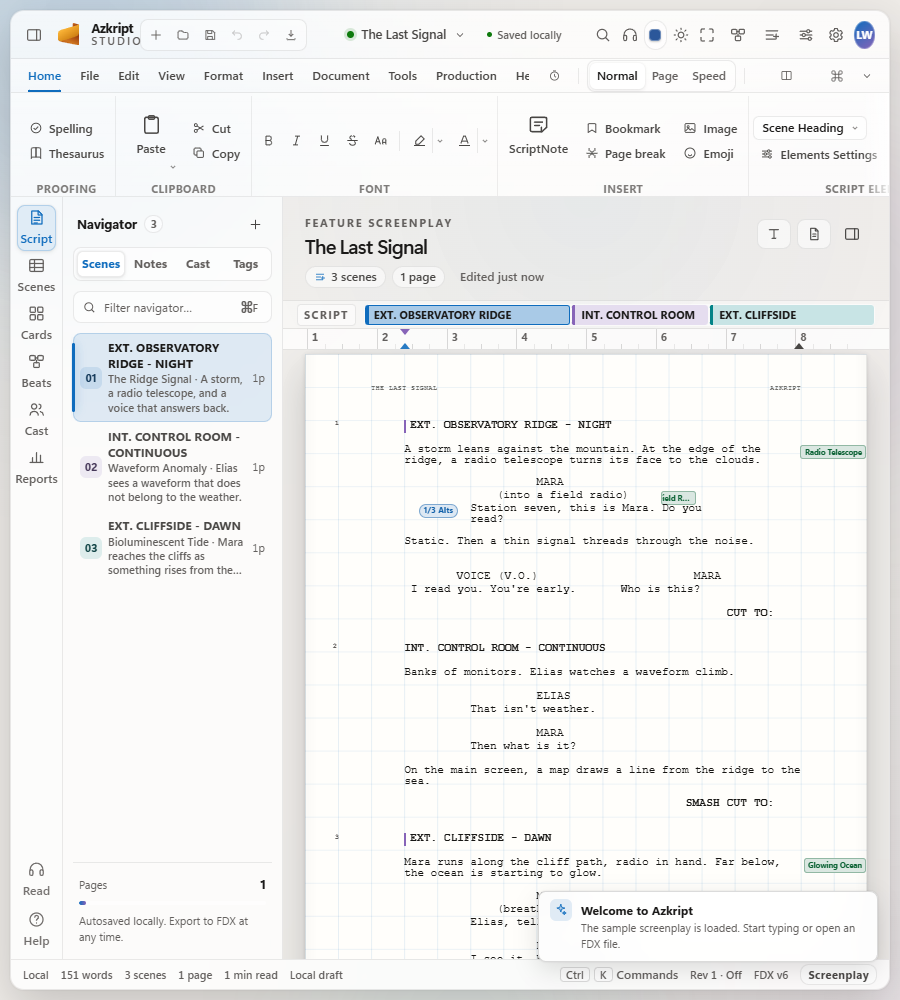 Azkript
STUDIO
The Last Signal
Saved locally
LW
Home File Edit View Format Insert Document Tools Production He
Normal Page Speed
Spelling
Thesaurus
PROOFING
Paste
Cut
Copy
CLIPBOARD
B I U S AA A
FONT
ScriptNote
Bookmark
Page break
Image
Emoji
INSERT
Scene Heading
Elements Settings
SCRIPT ELE
Script
Scenes
Cards
Beats
Cast
Reports
Read
Help
Navigator 3
Scenes Notes Cast Tags
Filter navigator... ⌘F
01
EXT. OBSERVATORY
RIDGE - NIGHT
The Ridge Signal · A storm,
a radio telescope, and a
voice that answers back.
1p
02
INT. CONTROL ROOM -
CONTINUOUS
Waveform Anomaly · Elias
sees a waveform that does
not belong to the weather.
1p
03
EXT. CLIFFSIDE - DAWN
Bioluminescent Tide · Mara
reaches the cliffs as
something rises from the...
1p
Pages 1
Autosaved locally. Export to FDX at
any time.
FEATURE SCREENPLAY
The Last Signal
3 scenes 1 page Edited just now
SCRIPT EXT. OBSERVATORY RIDGE INT. CONTROL ROOM EXT. CLIFFSIDE
1 2 3 4 5 6 7 8
THE LAST SIGNAL AZKRIPT
1 EXT. OBSERVATORY RIDGE - NIGHT
A storm leans against the mountain. At the edge of the
ridge, a radio telescope turns its face to the clouds.
Radio Telescope
MARA
(into a field radio)
ield R...
1/3 Alts
Station seven, this is Mara. Do you
read?
Static. Then a thin signal threads through the noise.
VOICE (V.O.) MARA
I read you. You're early. Who is this?
CUT TO:
2 INT. CONTROL ROOM - CONTINUOUS
Banks of monitors. Elias watches a waveform climb.
ELIAS
That isn't weather.
MARA
Then what is it?
On the main screen, a map draws a line from the ridge to the
sea.
SMASH CUT TO:
3 EXT. CLIFFSIDE - DAWN
Mara runs along the cliff path, radio in hand. Far below,
the ocean is starting to glow.
Glowing Ocean
(breat
Elias, tel
Welcome to Azkript
The sample screenplay is loaded. Start typing or open an
FDX file.
Local 151 words 3 scenes 1 page 1 min read Local draft
Ctrl K Commands Rev 1 · Off FDX v6 Screenplay